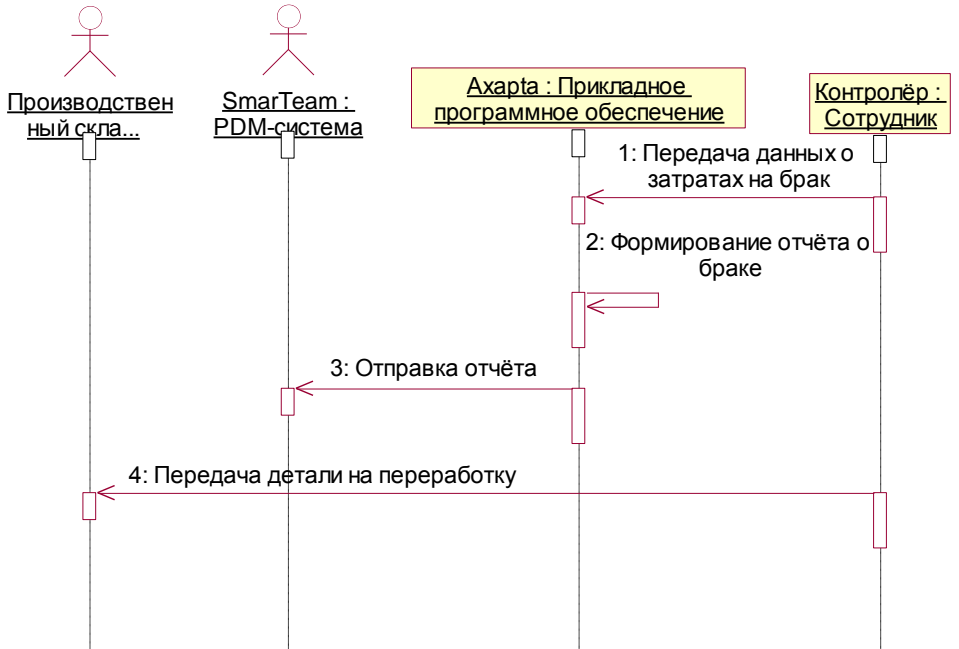 Производствен
ный скла...
SmarTeam :
PDM-система
Axapta : Прикладное
программное обеспечение
Контролёр :
Сотрудник
1: Передача данных о
затратах на брак
2: Формирование отчёта о
браке
3: Отправка отчёта
4: Передача детали на переработку